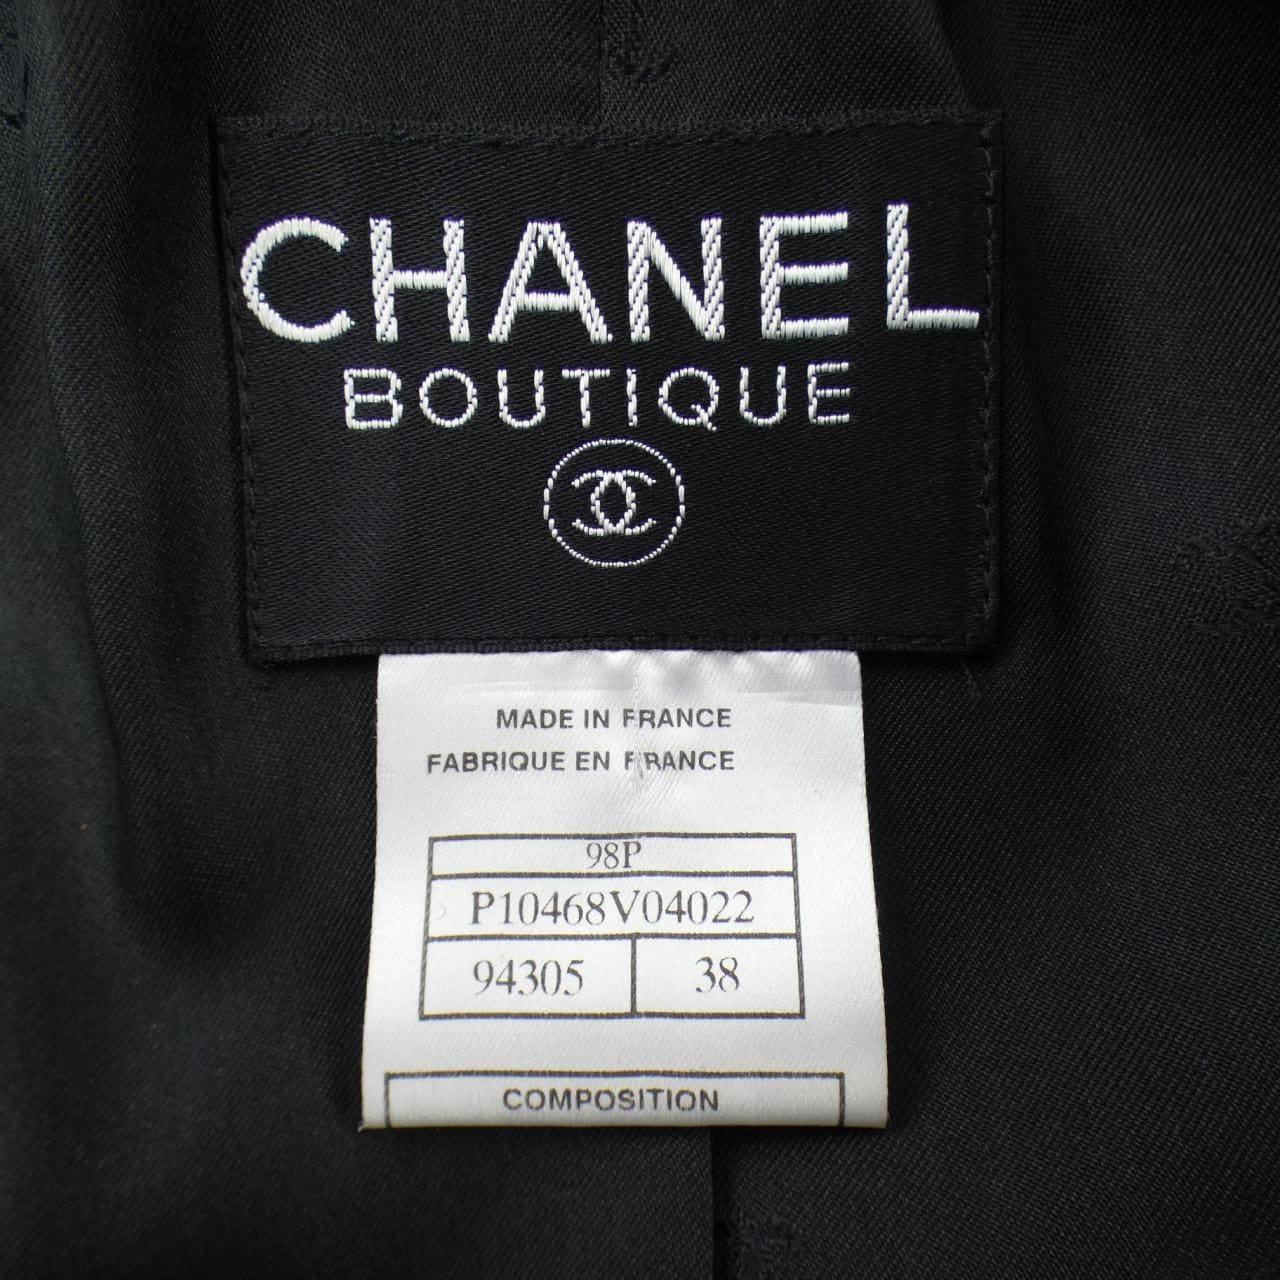 CHANEL
BOUTIQUE
MADE IN FRANCE
FABRIQUE EN FRANCE
98P
P10468V04022
94305 38
COMPOSITION